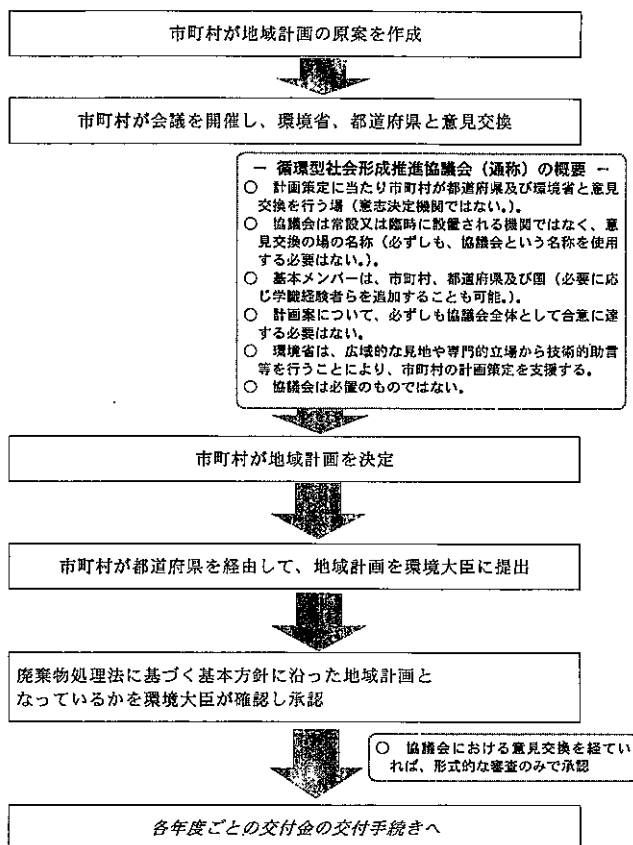 市町村が地域計画の原案を作成
市町村が会議を開催し、環境省、都道府県と意見交換
― 循環型社会形成推進協議会（通称）の概要 ―
○ 計画策定に当たり市町村が都道府県及び環境省と意見
交換を行う場（意志決定機関ではない。）。
○ 協議会は常設又は臨時に設置される機関ではなく、意
見交換の場の名称（必ずしも、協議会という名称を使用
する必要はない。）。
○ 基本メンバーは、市町村、都道府県及び国（必要に応
じ学識経験者らを追加することも可能。）。
○ 計画案について、必ずしも協議会全体として合意に達
する必要はない。
○ 環境省は、広域的な見地や専門的立場から技術的助言
等を行うことにより、市町村の計画策定を支援する。
○ 協議会は必置のものではない。
市町村が地域計画を決定
市町村が都道府県を経由して、地域計画を環境大臣に提出
廃棄物処理法に基づく基本方針に沿った地域計画と
なっているかを環境大臣が確認し承認
○ 協議会における意見交換を経てい
れば、形式的な審査のみで承認
各年度ごとの交付金の交付手続きへ